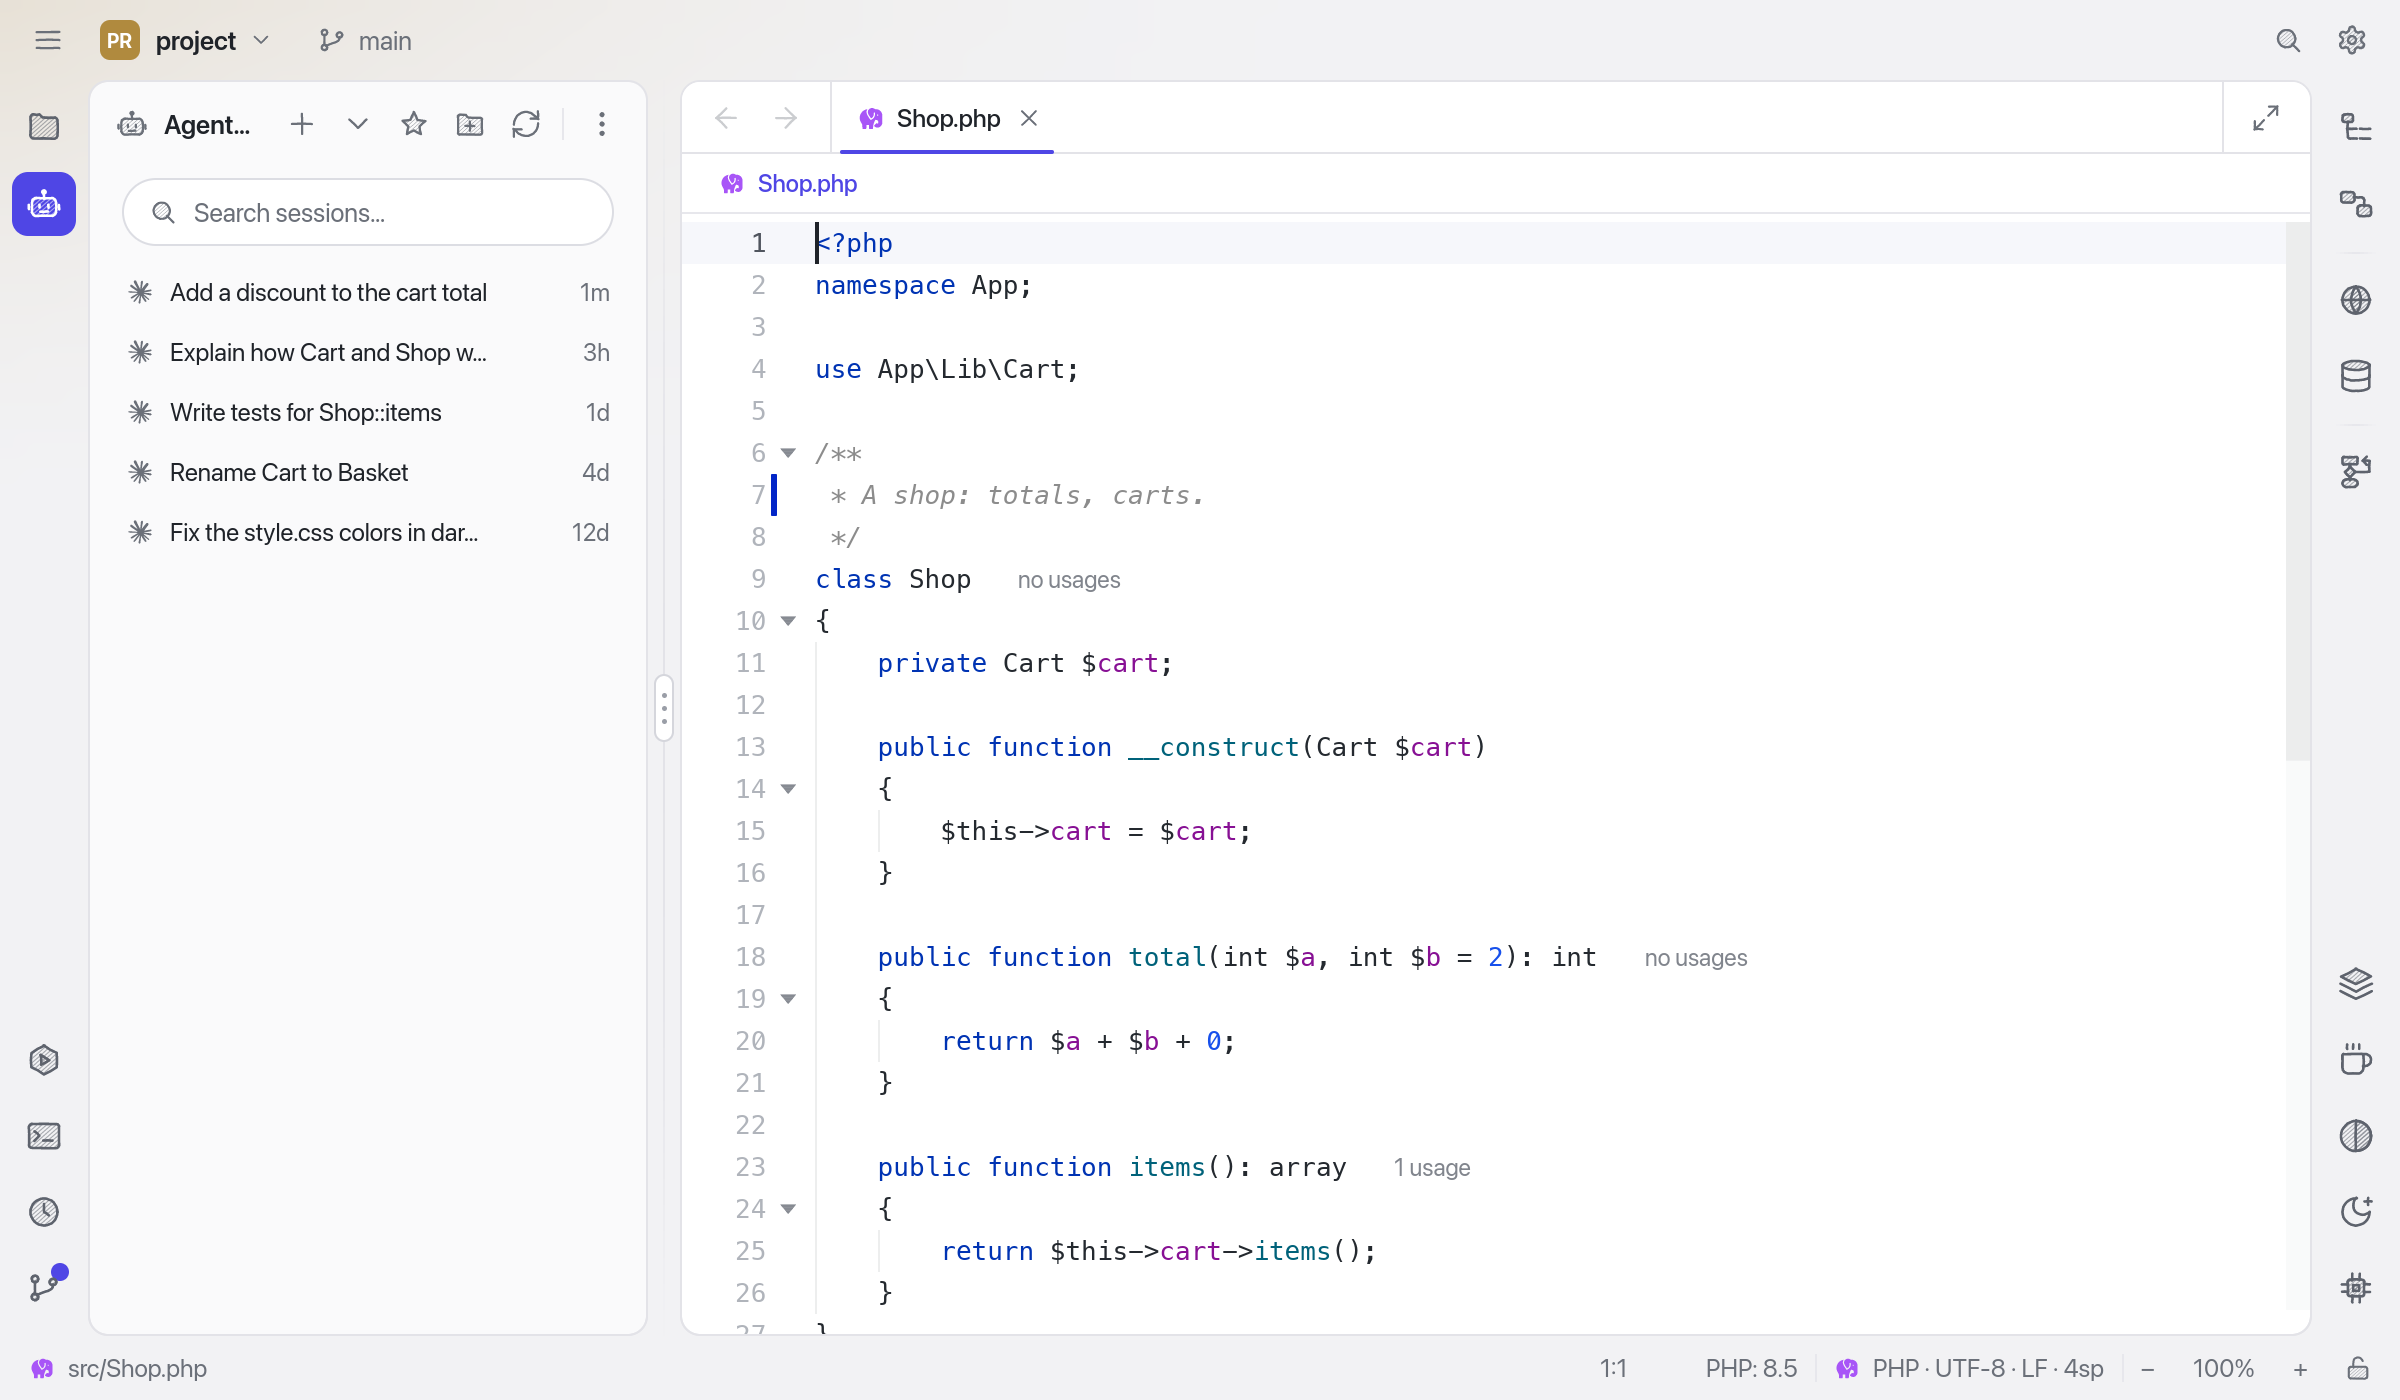 PR project main
Agent...
Search sessions...
Add a discount to the cart total 1m
Explain how Cart and Shop w... 3h
Write tests for Shop::items 1d
Rename Cart to Basket 4d
Fix the style.css colors in dar... 12d
Shop.php
Shop.php
1 <?php
2 namespace App;
3
4 use App\Lib\Cart;
5
6 /**
7  * A shop: totals, carts.
8  */
9 class Shop no usages
10 {
11     private Cart $cart;
12
13     public function __construct(Cart $cart)
14     {
15         $this->cart = $cart;
16     }
17
18     public function total(int $a, int $b = 2): int no usages
19     {
20         return $a + $b + 0;
21     }
22
23     public function items(): array 1 usage
24     {
25         return $this->cart->items();
26     }
27 }
src/Shop.php 1:1 PHP: 8.5 PHP · UTF-8 · LF · 4sp − 100% +